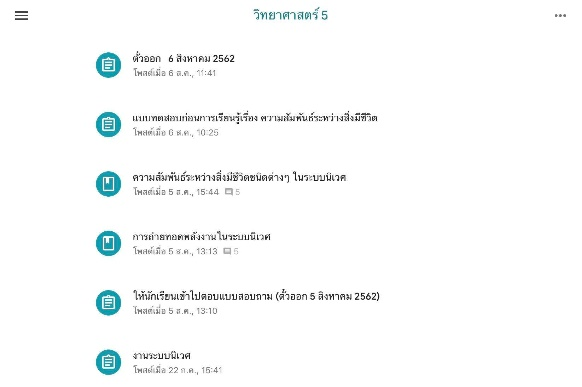 วิทยาศาสตร์ 5
ตั๋วออก 6 สิงหาคม 2562
โพสต์เมื่อ 6 ส.ค., 11:41
แบบทดสอบก่อนการเรียนรู้เรื่อง ความสัมพันธ์ระหว่างสิ่งมีชีวิต
โพสต์เมื่อ 6 ส.ค., 10:25
ความสัมพันธ์ระหว่างสิ่งมีชีวิตชนิดต่างๆ ในระบบนิเวศ
โพสต์เมื่อ 5 ส.ค., 15:44 5
การถ่ายทอดพลังงานในระบบนิเวศ
โพสต์เมื่อ 5 ส.ค., 13:13 5
ให้นักเรียนเข้าไปตอบแบบสอบถาม (ตั๋วออก 5 สิงหาคม 2562)
โพสต์เมื่อ 5 ส.ค., 13:10
งานระบบนิเวศ
โพสต์เมื่อ 22 ก.ค., 15:41